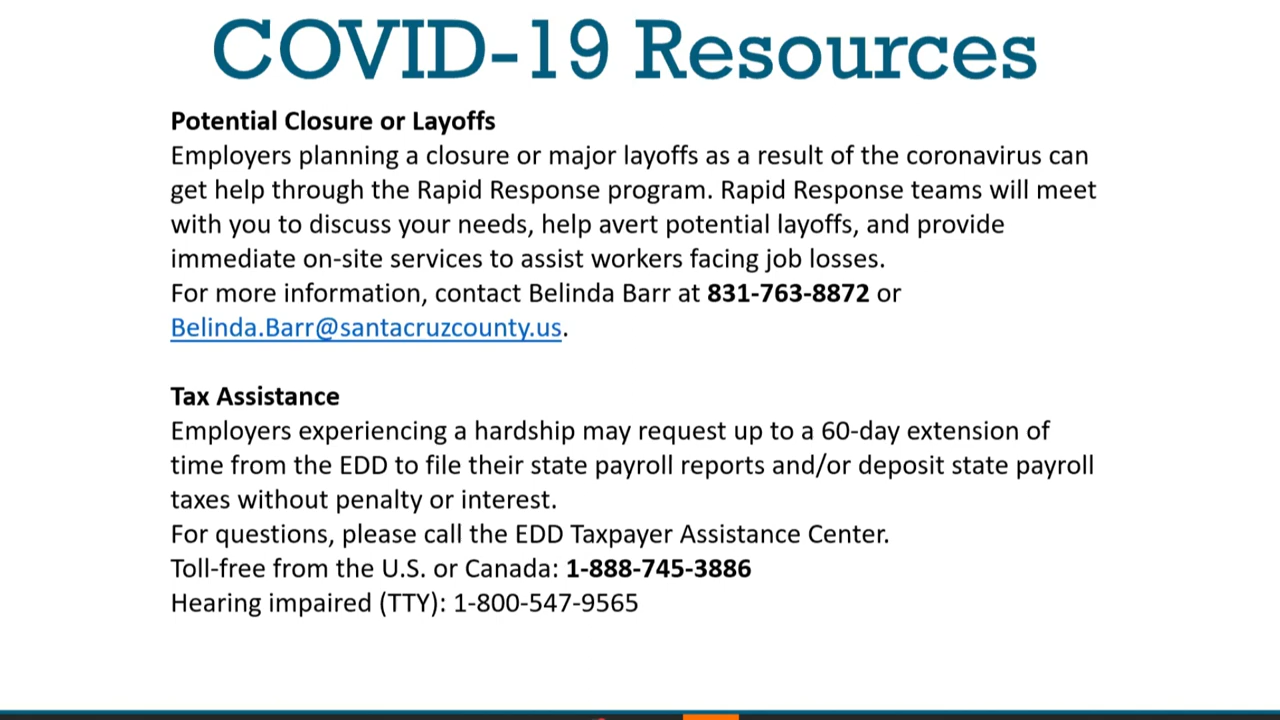 COVID-19 Resources
Potential Closure or Layoffs
Employers planning a closure or major layoffs as a result of the coronavirus can
get help through the Rapid Response program. Rapid Response teams will meet
with you to discuss your needs, help avert potential layoffs, and provide
immediate on-site services to assist workers facing job losses.
For more information, contact Belinda Barr at 831-763-8872 or
Belinda.Barr@santacruzcounty.us.
Tax Assistance
Employers experiencing a hardship may request up to a 60-day extension of
time from the EDD to file their state payroll reports and/or deposit state payroll
taxes without penalty or interest.
For questions, please call the EDD Taxpayer Assistance Center.
Toll-free from the U.S. or Canada: 1-888-745-3886
Hearing impaired (TTY): 1-800-547-9565